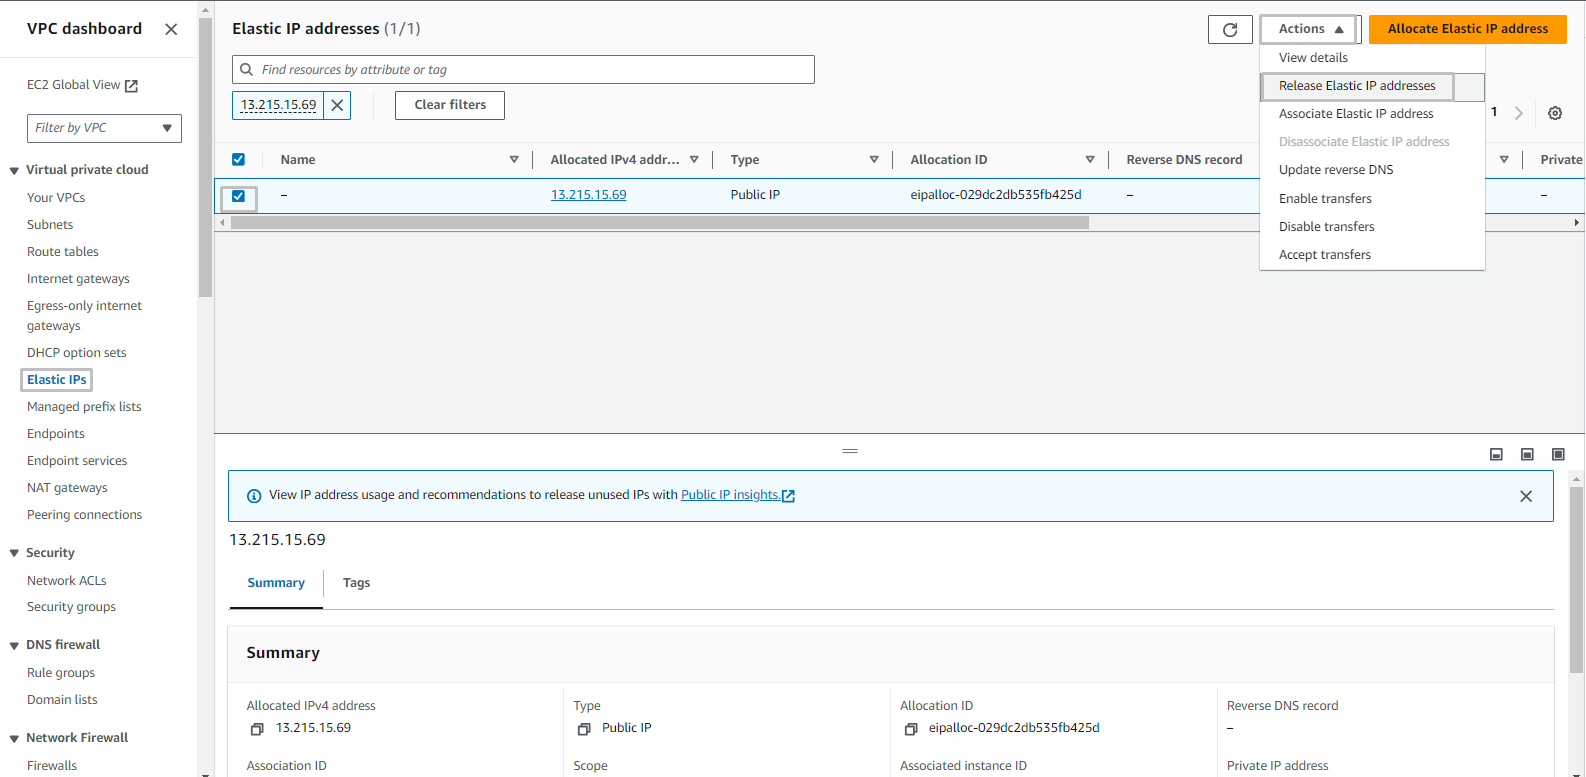 VPC dashboard
EC2 Global View
Filter by VPC
Virtual private cloud
Your VPCs
Subnets
Route tables
Internet gateways
Egress-only internet
gateways
DHCP option sets
Elastic IPs
Managed prefix lists
Endpoints
Endpoint services
NAT gateways
Peering connections
Security
Network ACLs
Security groups
DNS firewall
Rule groups
Domain lists
Network Firewall
Firewalls
Elastic IP addresses (1/1)
Actions
Allocate Elastic IP address
Find resources by attribute or tag
13.215.15.69
Clear filters
View details
Release Elastic IP addresses
Associate Elastic IP address
Disassociate Elastic IP address
Update reverse DNS
Enable transfers
Disable transfers
Accept transfers
1
Name Allocated IPv4 addr... Type Allocation ID Reverse DNS record Private
– 13.215.15.69 Public IP eipalloc-029dc2db535fb425d – –
View IP address usage and recommendations to release unused IPs with Public IP insights.
13.215.15.69
Summary Tags
Summary
Allocated IPv4 address Type Allocation ID Reverse DNS record
13.215.15.69 Public IP eipalloc-029dc2db535fb425d –
Association ID Scope Associated instance ID Private IP address